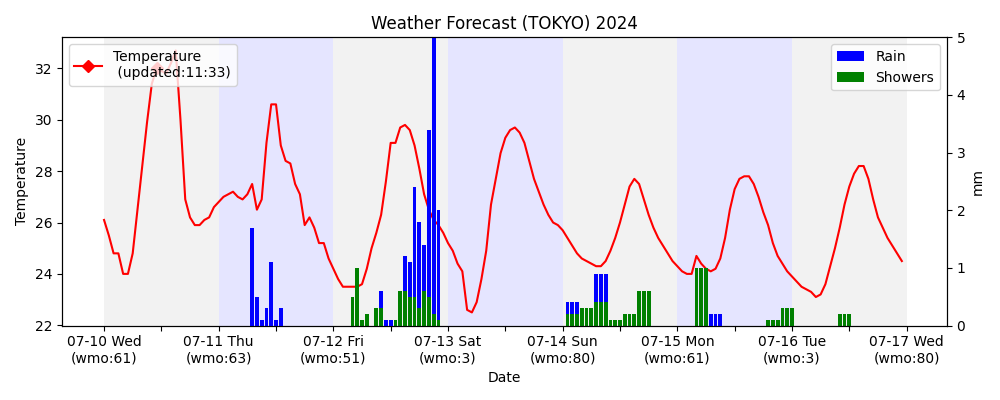 Weather Forecast (TOKYO) 2024
Temperature
(updated:11:33)
Rain
Showers
32
30
28
26
24
22
Temperature
5
4
3
2
1
0
mm
07-10 Wed
(wmo:61)
07-11 Thu
(wmo:63)
07-12 Fri
(wmo:51)
07-13 Sat
(wmo:3)
07-14 Sun
(wmo:80)
07-15 Mon
(wmo:61)
07-16 Tue
(wmo:3)
07-17 Wed
(wmo:80)
Date